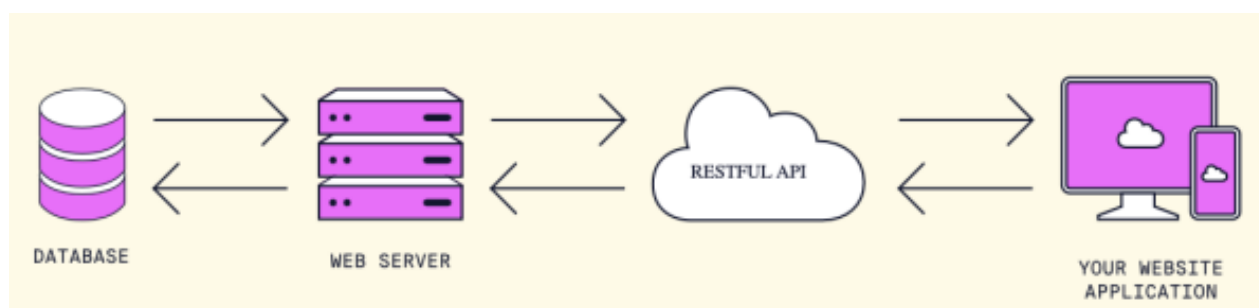 RESTFUL API
DATABASE
WEB SERVER
YOUR WEBSITE
APPLICATION